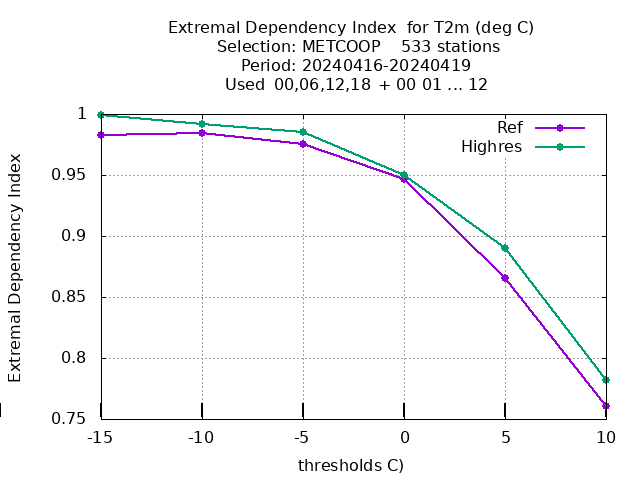 Extremal Dependency Index  for T2m (deg C)
Selection: METCOOP    533 stations
Period: 20240416-20240419
Used  00,06,12,18  + 00 01 ... 12
Ref
Highres
Extremal Dependency Index
1
0.95
0.9
0.85
0.8
0.75
-15 -10 -5 0 5 10
thresholds C)